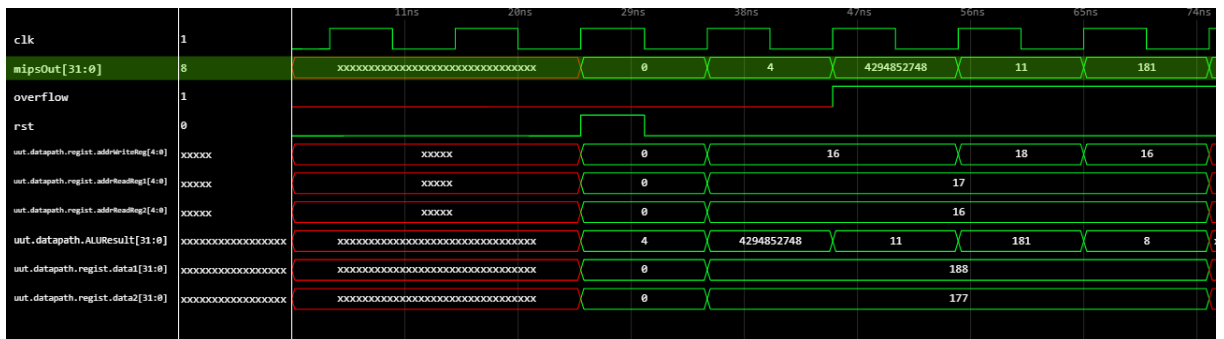 11ns 20ns 29ns 38ns 47ns 56ns 65ns 74ns
clk 1
mipsOut[31:0] 8 xxxxxxxxxxxxxxxxxxxxxxxxxxxxxxxx 0 4 4294852748 11 181
overflow 1
rst 0
uut.datapath.regist.addrWriteReg[4:0] xxxxx xxxxx 0 16 18 16
uut.datapath.regist.addrReadReg1[4:0] xxxxx xxxxx 0 17
uut.datapath.regist.addrReadReg2[4:0] xxxxx xxxxx 0 16
uut.datapath.ALUResult[31:0] xxxxxxxxxxxxxxxxx xxxxxxxxxxxxxxxxxxxxxxxxxxxxxxxx 4 4294852748 11 181 8
uut.datapath.regist.data1[31:0] xxxxxxxxxxxxxxxxx xxxxxxxxxxxxxxxxxxxxxxxxxxxxxxxx 0 188
uut.datapath.regist.data2[31:0] xxxxxxxxxxxxxxxxx xxxxxxxxxxxxxxxxxxxxxxxxxxxxxxxx 0 177